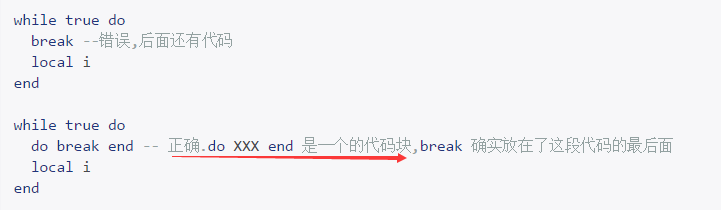 while true do
  break --错误,后面还有代码
  local i
end

while true do
  do break end -- 正确.do XXX end 是一个的代码块,break 确实放在了这段代码的最后面
  local i
end